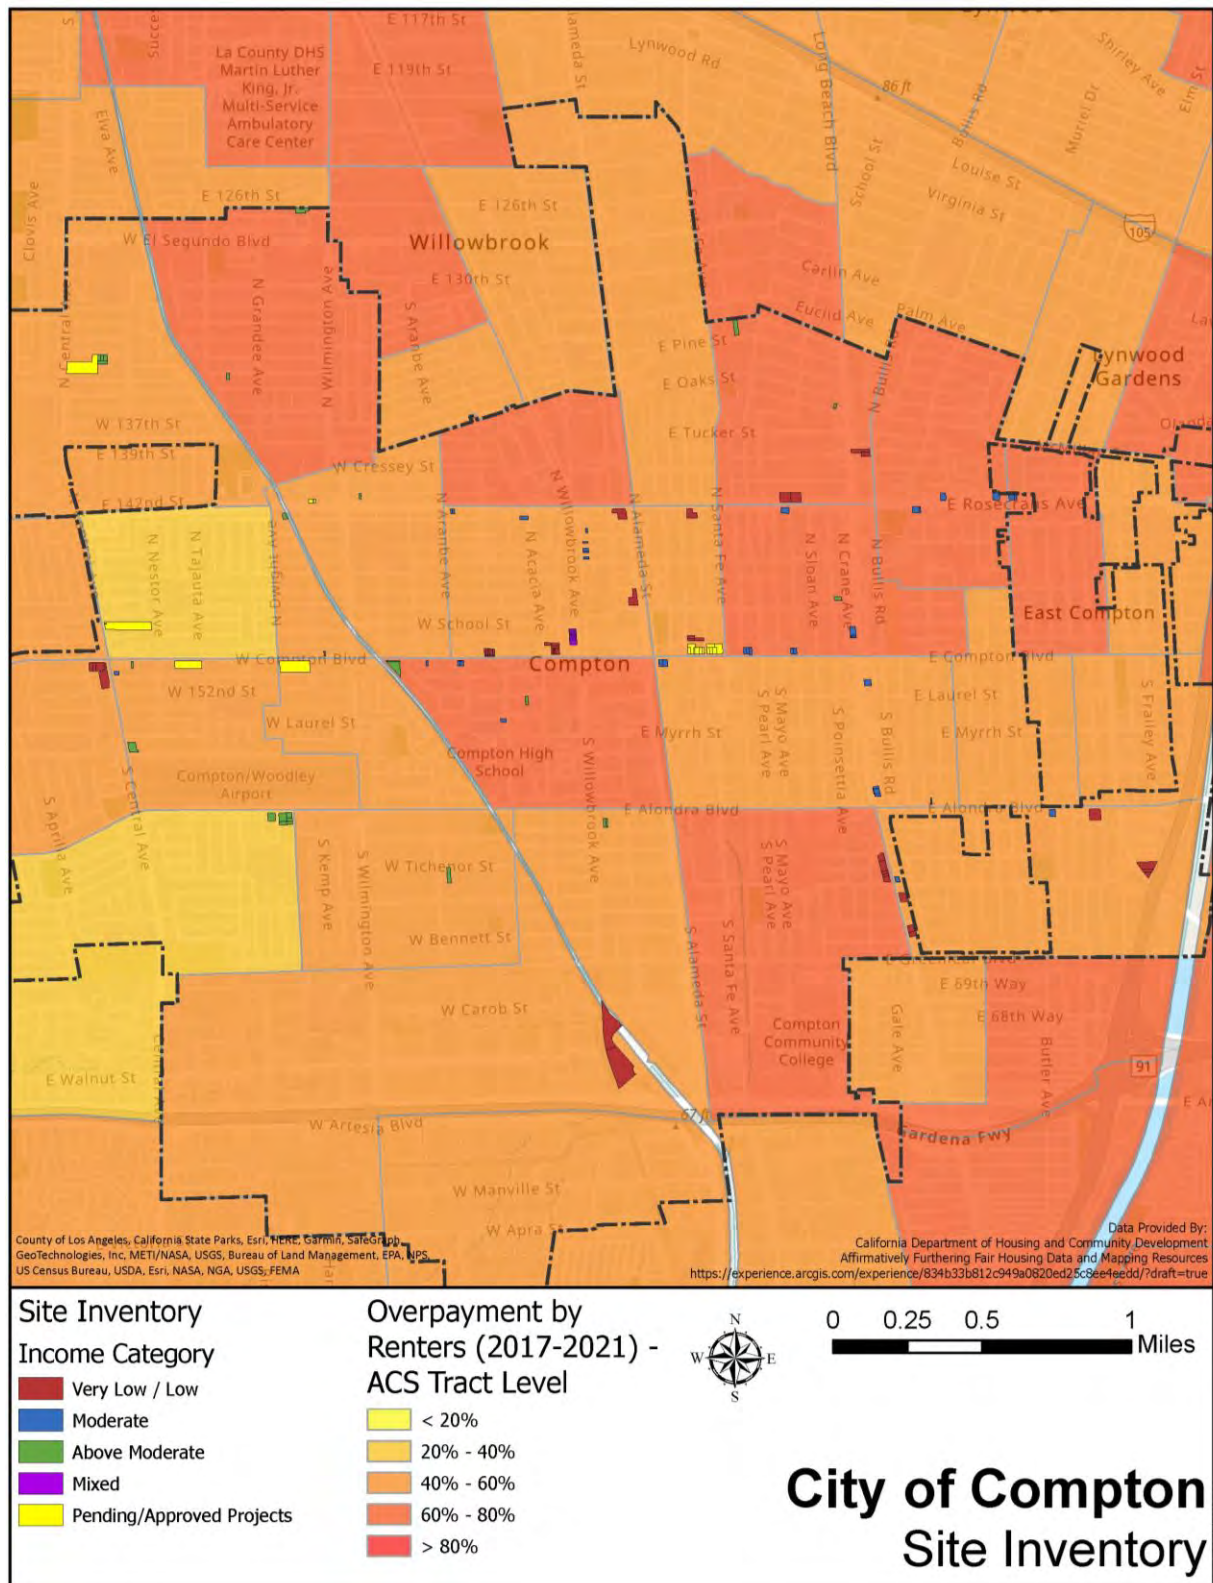 E 117th St
Lynwood Rd
Shirley Ave
La County DHS
Martin Luther
King, Jr.
Multi-Service
Ambulatory
Care Center
E 119th St
Long Beach Blvd
86 ft
Bullis Rd
Muriel Dr
Elm St
Elva Ave
School St
Louise St
Virginia St
105
Clovis Ave
E 126th St
E 126th St
W El Segundo Blvd
Willowbrook
E 130th St
Carlin Ave
Euclid Ave
Palm Ave
N Central Ave
N Grandee Ave
N Wilmington Ave
S Aranbe Ave
E Pine St
E Oaks St
N Bullis Rd
Lynwood
Gardens
W 137th St
E 139th St
W Cressey St
E Tucker St
E 142nd St
E Rosecrans Ave
N Nestor Ave
N Tajauta Ave
N Dwight Ave
N Aranbe Ave
N Acacia Ave
N Willowbrook Ave
N Alameda St
N Santa Fe Ave
N Sloan Ave
N Crane Ave
N Bullis Rd
W School St
East Compton
W Compton Blvd
Compton
E Compton Blvd
W 152nd St
W Laurel St
E Laurel St
E Myrrh St
E Myrrh St
S Pearl Ave
S Mayo Ave
S Poinsettia Ave
S Bullis Rd
S Frailey Ave
Compton High
School
S Willowbrook Ave
Compton/Woodley
Airport
S Central Ave
S Aprilia Ave
E Alondra Blvd
E Alondra Blvd
S Kemp Ave
S Wilmington Ave
W Tichenor St
S Pearl Ave
S Mayo Ave
W Bennett St
S Alameda St
S Santa Fe Ave
E Greenleaf Blvd
E 69th Way
W Carob St
E 68th Way
Compton
Community
College
Gale Ave
Butler Ave
91
E Walnut St
W Artesia Blvd
67 ft
Gardena Fwy
W Manville St
W Apra St
County of Los Angeles, California State Parks, Esri, HERE, Garmin, SafeGraph,
GeoTechnologies, Inc, METI/NASA, USGS, Bureau of Land Management, EPA, NPS,
US Census Bureau, USDA, Esri, NASA, NGA, USGS, FEMA
Data Provided By:
California Department of Housing and Community Development
Affirmatively Furthering Fair Housing Data and Mapping Resources
https://experience.arcgis.com/experience/834b33b812c949a0820ed25c8ee4eedd/?draft=true
Site Inventory
Income Category
Very Low / Low
Moderate
Above Moderate
Mixed
Pending/Approved Projects
Overpayment by
Renters (2017-2021) -
ACS Tract Level
< 20%
20% - 40%
40% - 60%
60% - 80%
> 80%
N
W E
S
0 0.25 0.5 1
Miles
City of Compton
Site Inventory